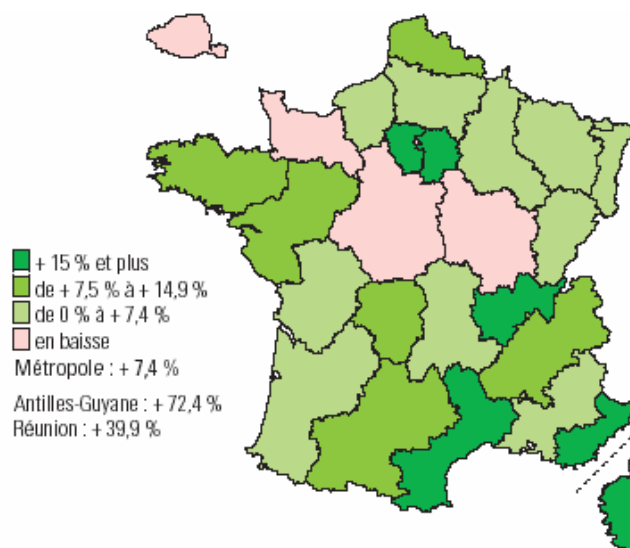 + 15 % et plus
de + 7,5 % à + 14,9 %
de 0 % à + 7,4 %
en baisse
Métropole : + 7,4 %
Antilles-Guyane : + 72,4 %
Réunion : + 39,9 %